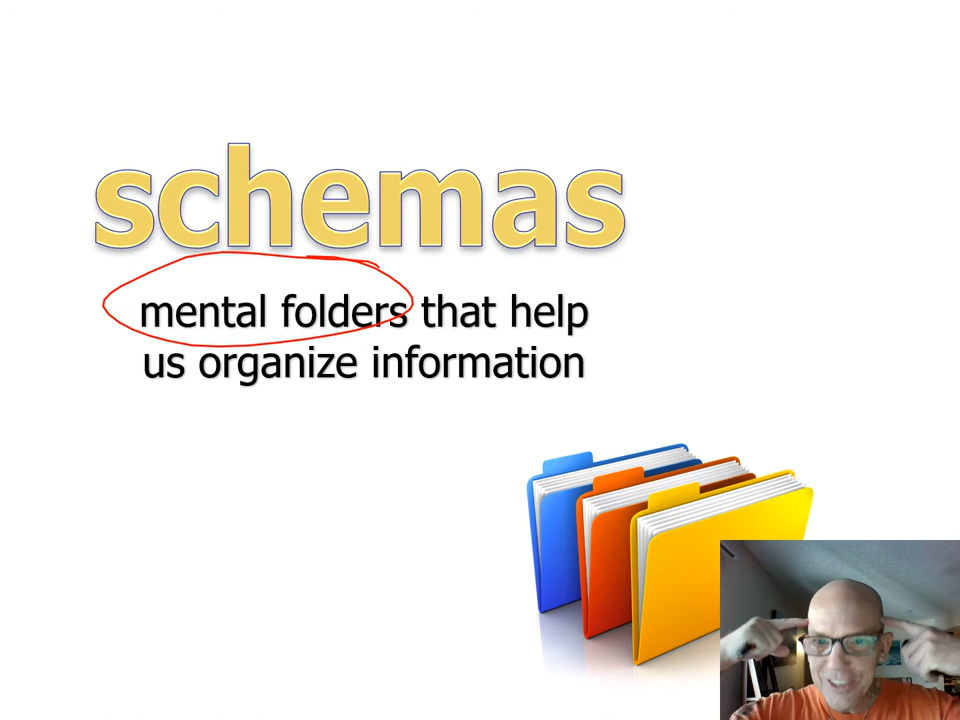 schemas
mental folders that help
us organize information